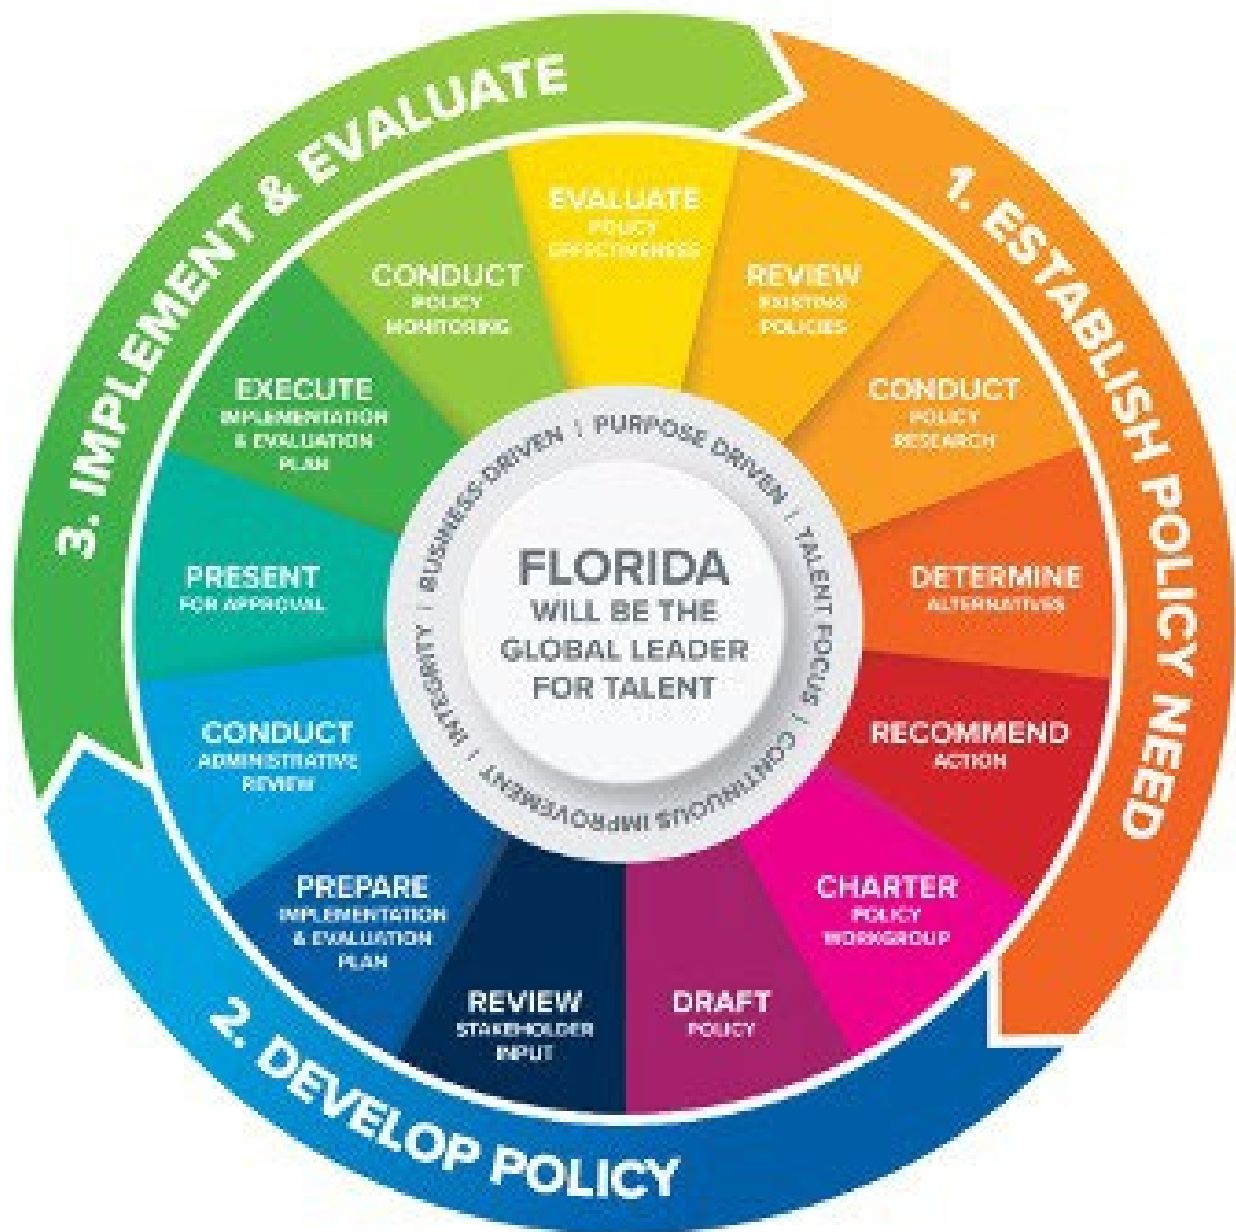 1. ESTABLISH POLICY NEED
2. DEVELOP POLICY
3. IMPLEMENT & EVALUATE
EVALUATE
POLICY
EFFECTIVENESS
REVIEW
EXISTING
POLICIES
CONDUCT
POLICY
RESEARCH
DETERMINE
ALTERNATIVES
RECOMMEND
ACTION
CHARTER
POLICY
WORKGROUP
DRAFT
POLICY
REVIEW
STAKEHOLDER
INPUT
PREPARE
IMPLEMENTATION
& EVALUATION
PLAN
CONDUCT
ADMINISTRATIVE
REVIEW
PRESENT
FOR APPROVAL
EXECUTE
IMPLEMENTATION
& EVALUATION
PLAN
CONDUCT
POLICY
MONITORING
BUSINESS-DRIVEN | PURPOSE DRIVEN | TALENT FOCUS | CONTINUOUS IMPROVEMENT | INTEGRITY |
FLORIDA
WILL BE THE
GLOBAL LEADER
FOR TALENT